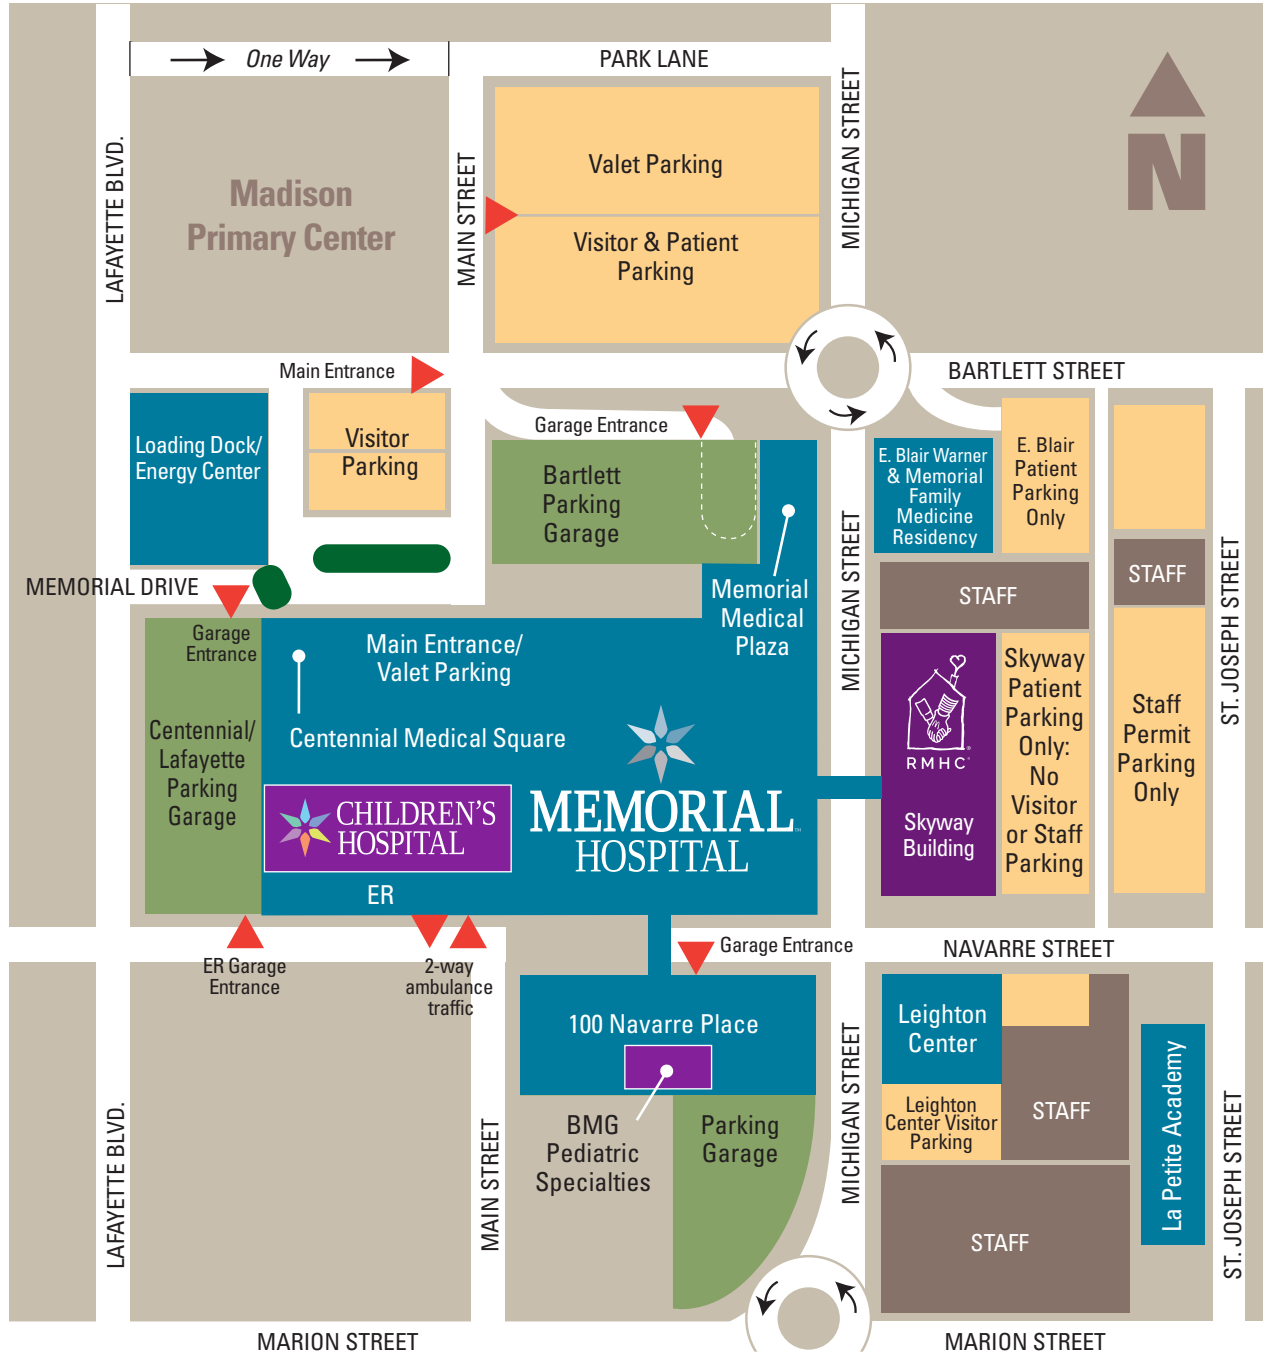 One Way
PARK LANE
LAFAYETTE BLVD.
Madison
Primary Center
MAIN STREET
Valet Parking
Visitor & Patient
Parking
MICHIGAN STREET
N
Main Entrance
BARTLETT STREET
Loading Dock/
Energy Center
Visitor
Parking
Garage Entrance
Bartlett
Parking
Garage
E. Blair Warner
& Memorial
Family
Medicine
Residency
E. Blair
Patient
Parking
Only
MICHIGAN STREET
STAFF
STAFF
ST. JOSEPH STREET
MEMORIAL DRIVE
Garage
Entrance
Main Entrance/
Valet Parking
Memorial
Medical
Plaza
Centennial Medical Square
Centennial/
Lafayette
Parking
Garage
CHILDREN'S
HOSPITAL
MEMORIAL
HOSPITAL
ER
RMHC
Skyway
Building
Skyway
Patient
Parking
Only:
No
Visitor
or Staff
Parking
Staff
Permit
Parking
Only
ER Garage
Entrance
2-way
ambulance
traffic
Garage Entrance
NAVARRE STREET
100 Navarre Place
BMG
Pediatric
Specialties
Parking
Garage
Leighton
Center
Leighton
Center Visitor
Parking
STAFF
STAFF
La Petite Academy
LAFAYETTE BLVD.
MAIN STREET
MICHIGAN STREET
ST. JOSEPH STREET
MARION STREET
MARION STREET